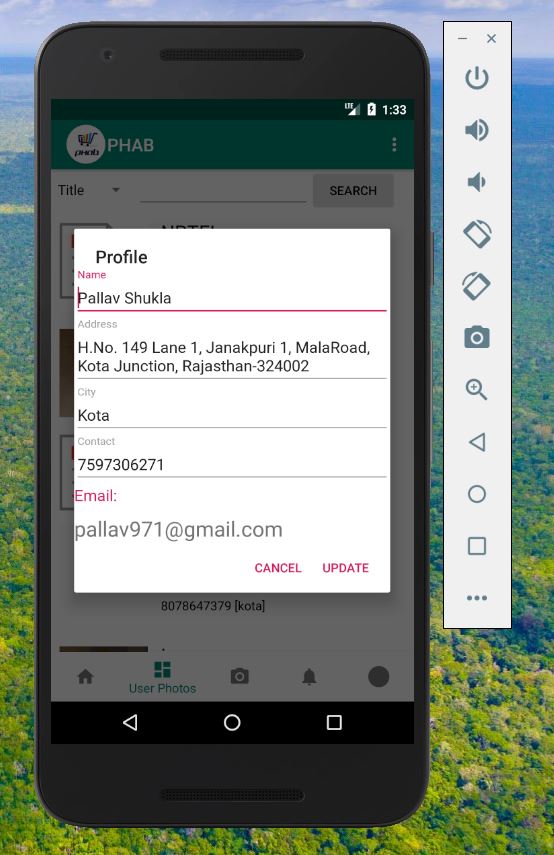 LTE 1:33
PHAB PHAB
Title SEARCH
Profile
Name
Pallav Shukla
Address
H.No. 149 Lane 1, Janakpuri 1, MalaRoad,
Kota Junction, Rajasthan-324002
City
Kota
Contact
7597306271
Email:
pallav971@gmail.com
CANCEL UPDATE
8078647379 [kota]
User Photos